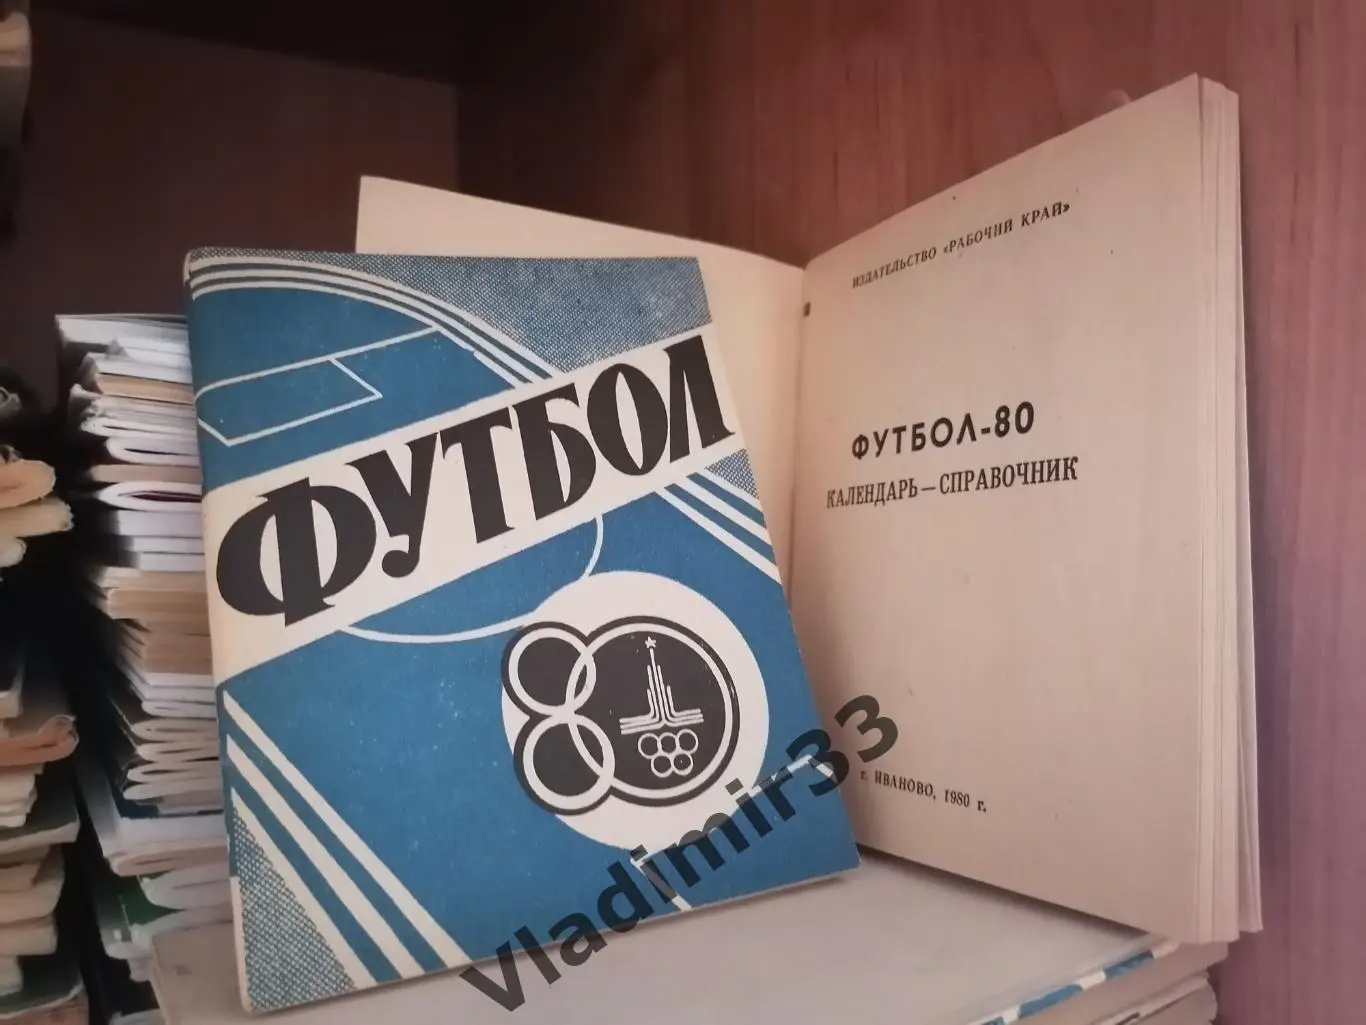 ФУТБОЛ
80
ИЗДАТЕЛЬСТВО «РАБОЧИЙ КРАЙ»
ФУТБОЛ-80
КАЛЕНДАРЬ—СПРАВОЧНИК
г. ИВАНОВО, 1980 г.
Vladimir33